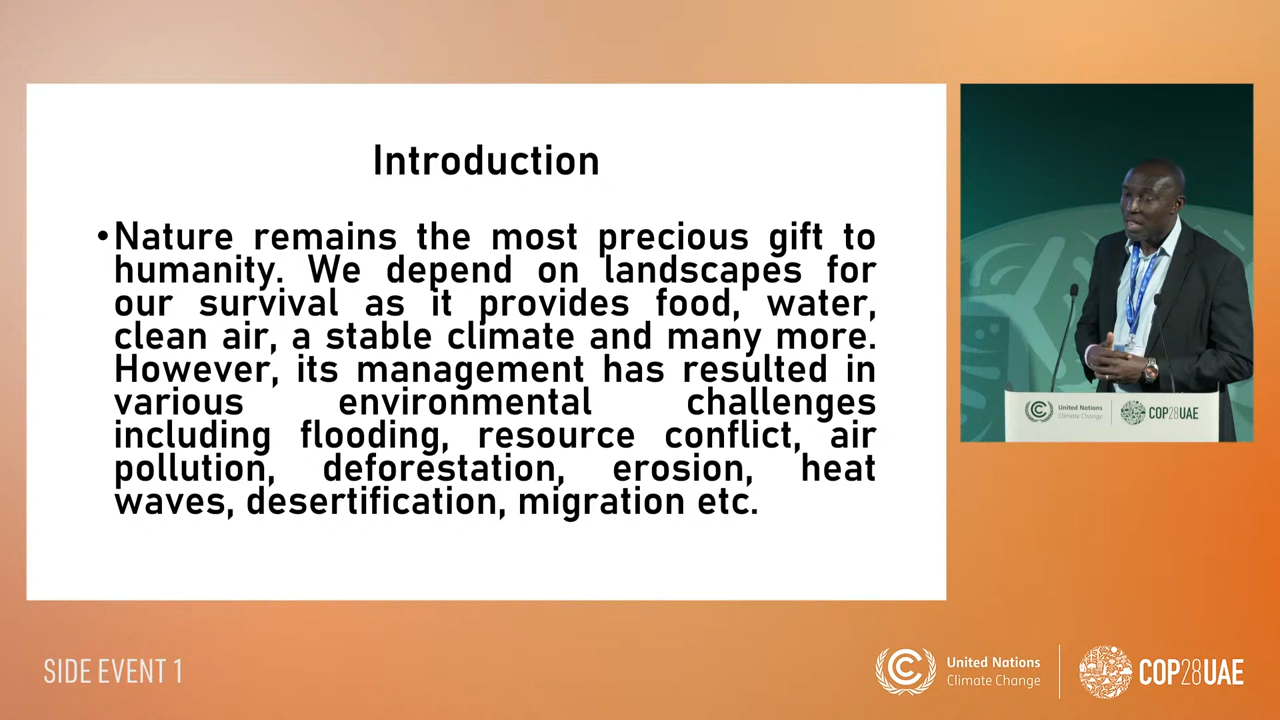 Introduction
•Nature remains the most precious gift to
humanity. We depend on landscapes for
our survival as it provides food, water,
clean air, a stable climate and many more.
However, its management has resulted in
various environmental challenges
including flooding, resource conflict, air
pollution, deforestation, erosion, heat
waves, desertification, migration etc.
United Nations
Climate Change
COP28UAE
SIDE EVENT 1
United Nations
Climate Change
COP28UAE